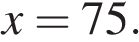 x = 75.